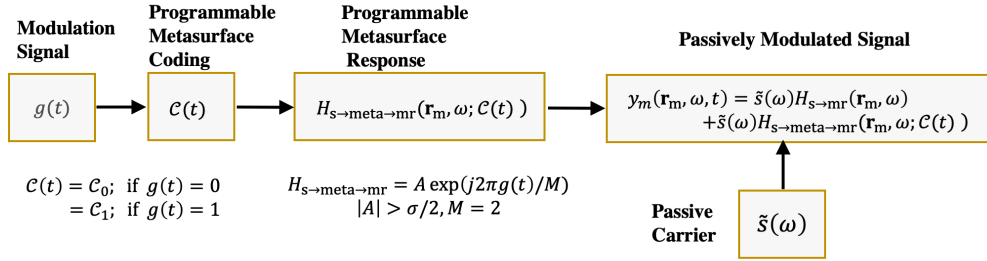 Modulation
Signal
Programmable
Metasurface
Coding
Programmable
Metasurface
Response
Passively Modulated Signal
g(t)
𝒞(t)
H_{s→meta→mr}(𝐫_m, ω; 𝒞(t) )
y_m(𝐫_m, ω, t) = s̃(ω)H_{s→mr}(𝐫_m, ω)
+s̃(ω)H_{s→meta→mr}(𝐫_m, ω; 𝒞(t) )
𝒞(t) = 𝒞_0; if g(t) = 0
= 𝒞_1; if g(t) = 1
H_{s→meta→mr} = A exp(j2πg(t)/M)
|A| > σ/2, M = 2
Passive
Carrier
s̃(ω)